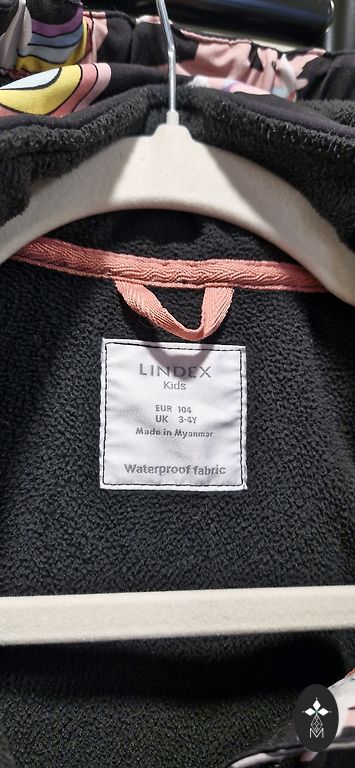 LINDEX
Kids
EUR 104
UK 3-4Y
Made in Myanmar
Waterproof fabric
M